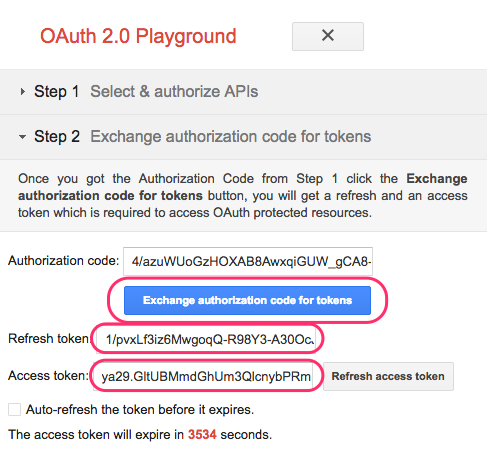 OAuth 2.0 Playground
Step 1 Select & authorize APIs
Step 2 Exchange authorization code for tokens
Once you got the Authorization Code from Step 1 click the Exchange
authorization code for tokens button, you will get a refresh and an access
token which is required to access OAuth protected resources.
Authorization code: 4/azuWUoGzHOXAB8AwxqiGUW_gCA8-
Exchange authorization code for tokens
Refresh token: 1/pvxLf3iz6MwgoqQ-R98Y3-A30OcJ
Access token: ya29.GltUBMmdGhUm3QlcnybPRm Refresh access token
Auto-refresh the token before it expires.
The access token will expire in 3534 seconds.